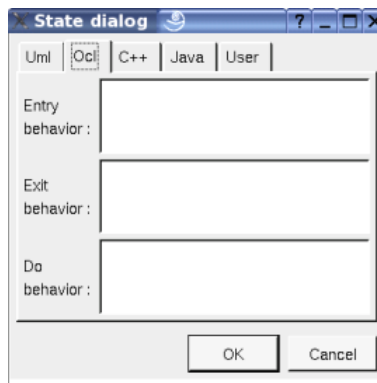 State dialog
Uml Ocl C++ Java User
Entry
behavior :
Exit
behavior :
Do
behavior :
OK Cancel